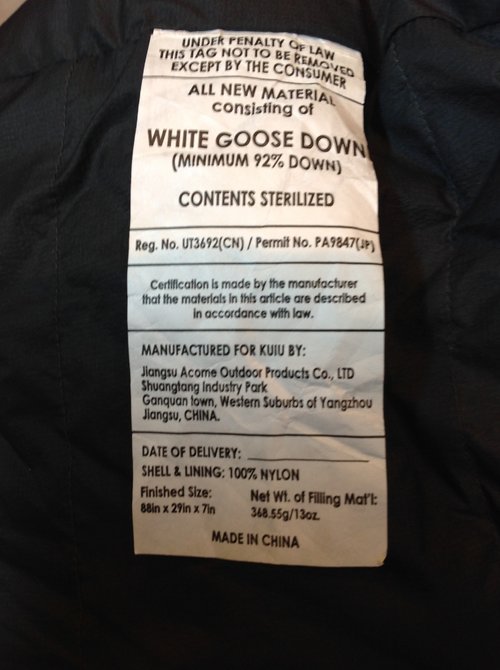 UNDER PENALTY OF LAW
THIS TAG NOT TO BE REMOVED
EXCEPT BY THE CONSUMER
ALL NEW MATERIAL
consisting of
WHITE GOOSE DOWN
(MINIMUM 92% DOWN)
CONTENTS STERILIZED
Reg. No. UT3692(CN) / Permit No. PA9847(JP)
Certification is made by the manufacturer
that the materials in this article are described
in accordance with law.
MANUFACTURED FOR KUIU BY:
Jiangsu Acome Outdoor Products Co., LTD
Shuangtang Industry Park
Ganquan town, Western Suburbs of Yangzhou
Jiangsu, CHINA.
DATE OF DELIVERY:
SHELL & LINING: 100% NYLON
Finished Size: Net Wt. of Filling Mat'l:
88in x 29in x 7in 368.55g/13oz.
MADE IN CHINA